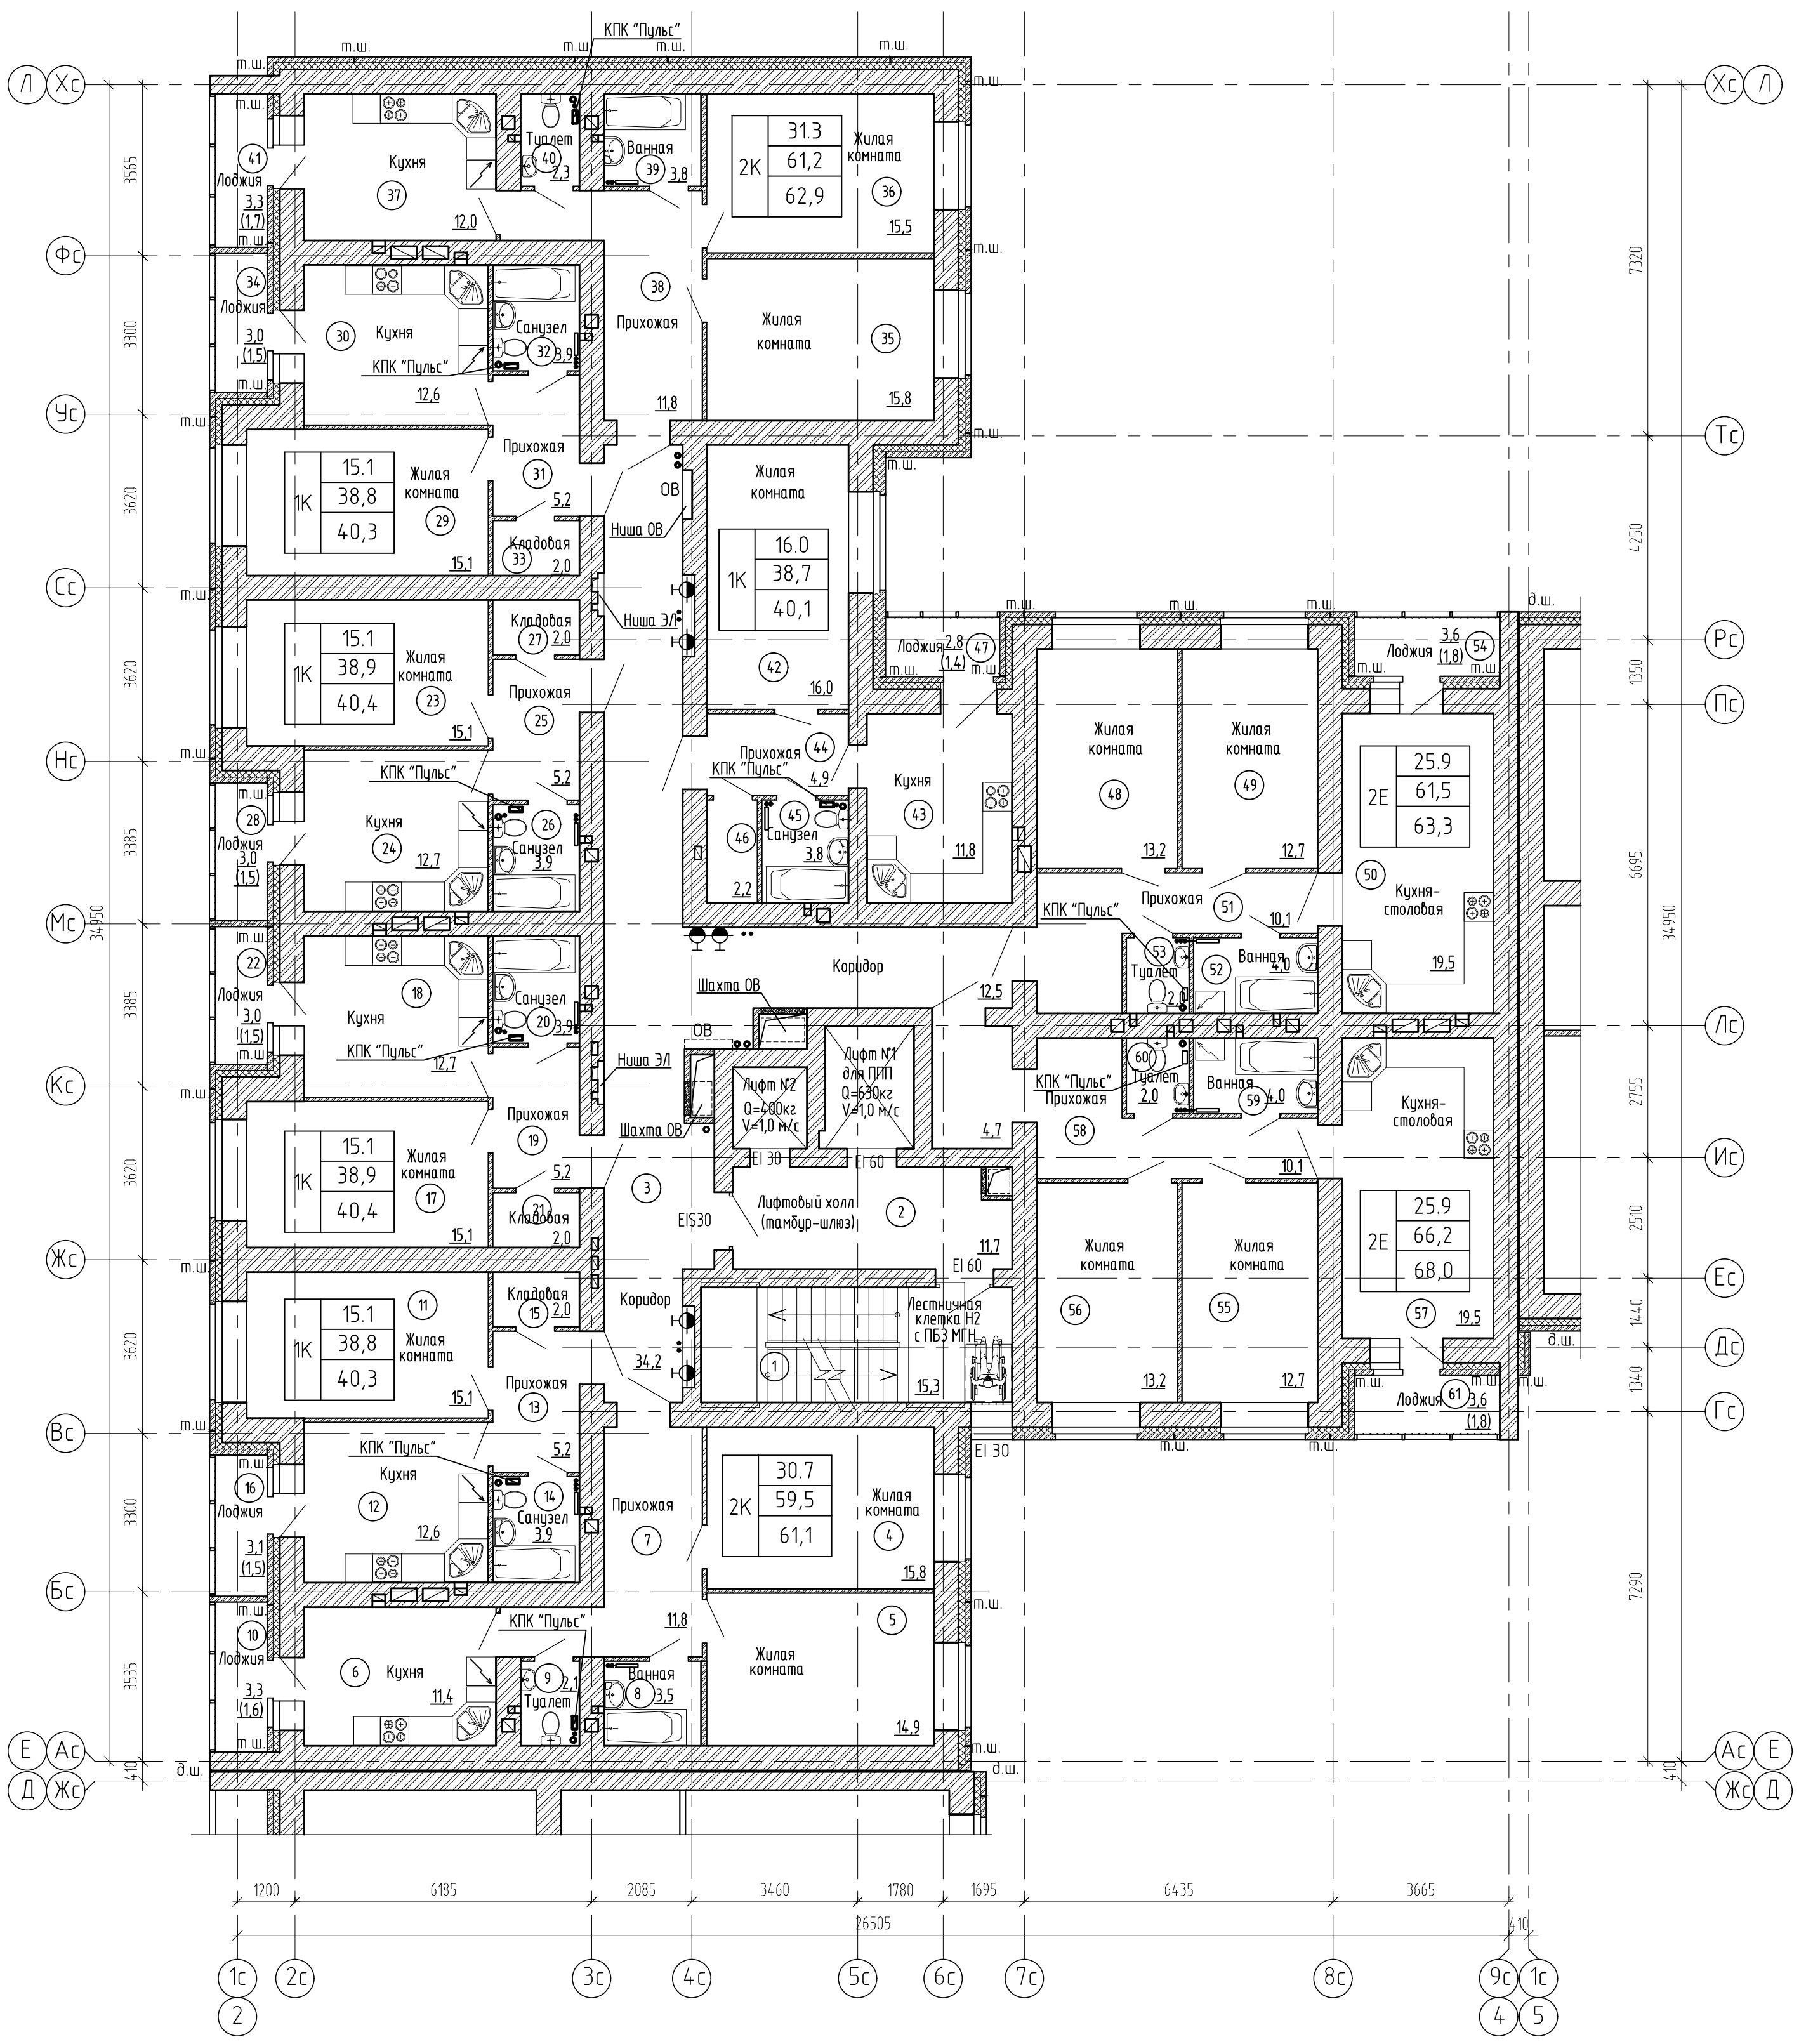 КПК "Пульс"
т.ш.
т.ш.
т.ш.
т.ш.
т.ш.
т.ш.
Л
Хс
Хс
Л
т.ш.
41
Лоджия
3,3
(1,7)
т.ш.
Кухня
37
12,0
Туалет
40
2,3
Ванная
39
3,8
2К
31.3
61,2
62,9
Жилая
комната
36
15,5
3565
7320
Фс
т.ш.
34
Лоджия
3,0
(1,5)
т.ш.
30
Кухня
КПК "Пульс"
12,6
Санузел
32
3,9
38
Прихожая
11,8
Жилая
комната
35
15,8
3300
Ус
т.ш.
Тс
т.ш.
т.ш.
1К
15.1
38,8
40,3
Жилая
комната
29
15,1
Прихожая
31
5,2
Кладовая
33
2,0
ОВ
Ниша ОВ
Жилая
комната
1К
16.0
38,7
40,1
42
16,0
3620
4250
Сс
т.ш.
Ниша ЭЛ
1К
15.1
38,9
40,4
Жилая
комната
23
15,1
Кладовая
27
2,0
Прихожая
25
5,2
3620
т.ш.
т.ш.
т.ш.
д.ш.
Рс
Лоджия
2,8
(1,4)
47
т.ш.
т.ш.
Лоджия
3,6
(1,8)
54
т.ш.
т.ш.
1350
Пс
Нс
т.ш.
т.ш.
28
Лоджия
3,0
(1,5)
КПК "Пульс"
Кухня
24
12,7
26
Санузел
3,9
Прихожая
44
КПК "Пульс"
4,9
46
2,2
45
Санузел
3,8
Кухня
43
11,8
Жилая
комната
48
13,2
Жилая
комната
49
12,7
2Е
25.9
61,5
63,3
50
Кухня-
столовая
19,5
3385
6695
34950
34950
Мс
Прихожая
51
10,1
КПК "Пульс"
53
Туалет
52
Ванная
4,0
т.ш.
22
Лоджия
3,0
(1,5)
т.ш.
18
Кухня
КПК "Пульс"
12,7
Санузел
20
3,9
Коридор
Шахта ОВ
12,5
ОВ
3385
Лс
Кс
Ниша ЭЛ
Шахта ОВ
Лифт №2
Q=400кг
V=1,0 м/с
Лифт №1
для ППП
Q=630кг
V=1,0 м/с
EI 30
EI 60
4,7
60
КПК "Пульс"
Туалет
2,0
Прихожая
58
Ванная
59
4,0
10,1
Кухня-
столовая
2755
Ис
1К
15.1
38,9
40,4
Жилая
комната
17
15,1
Прихожая
19
5,2
21
Кладовая
2,0
3
EIS30
Лифтовый холл
(тамбур-шлюз)
2
11,7
EI 60
3620
2510
Жс
т.ш.
Ес
2Е
25.9
66,2
68,0
57
19,5
Жилая
комната
56
13,2
Жилая
комната
55
12,7
1К
15.1
38,8
40,3
11
Жилая
комната
15,1
Кладовая
15
2,0
Прихожая
13
5,2
Коридор
34,2
1
Лестничная
клетка Н2
с ПБЗ МГН
15,3
3620
1440
Дс
д.ш.
т.ш.
т.ш.
т.ш.
Лоджия
61
3,6
(1,8)
1340
Гс
Вс
т.ш.
т.ш.
т.ш.
EI 30
т.ш.
16
Лоджия
3,1
(1,5)
КПК "Пульс"
Кухня
12
12,6
14
Санузел
3,9
Прихожая
7
11,8
2К
30.7
59,5
61,1
Жилая
комната
4
15,8
3300
Бс
т.ш.
т.ш.
10
Лоджия
3,3
(1,6)
т.ш.
6
Кухня
11,4
КПК "Пульс"
9
2,1
Туалет
Ванная
8
3,5
5
Жилая
комната
14,9
3535
7290
т.ш.
Е
Ас
Ас
Е
д.ш.
д.ш.
410
410
Д
Жс
Жс
Д
1200
6185
2085
3460
1780
1695
6435
3665
26505
410
1с
2с
3с
4с
5с
6с
7с
8с
9с
1с
2
4
5